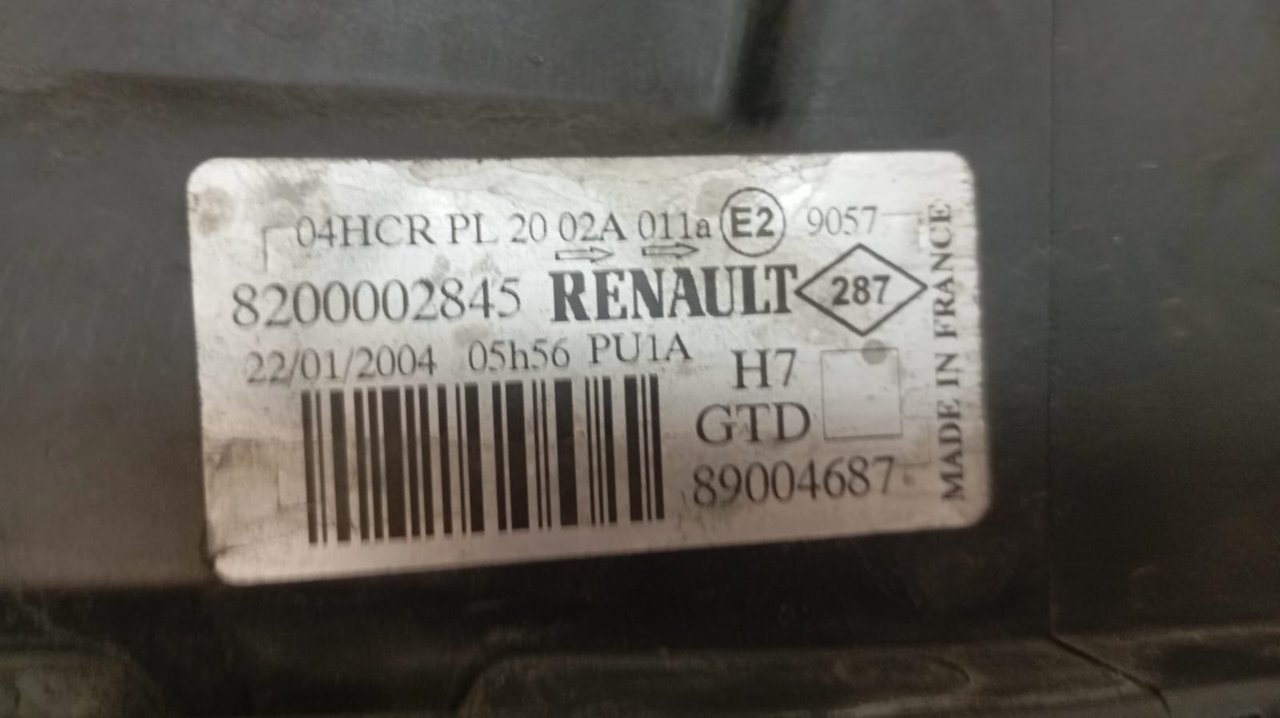 04HCR PL 20 02A 011a E2 9057
8200002845 RENAULT 287
22/01/2004 05h56 PU1A
H7
GTD
89004687
MADE IN FRANCE